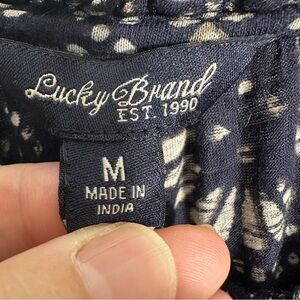 Lucky Brand
EST. 1990
M
MADE IN
INDIA